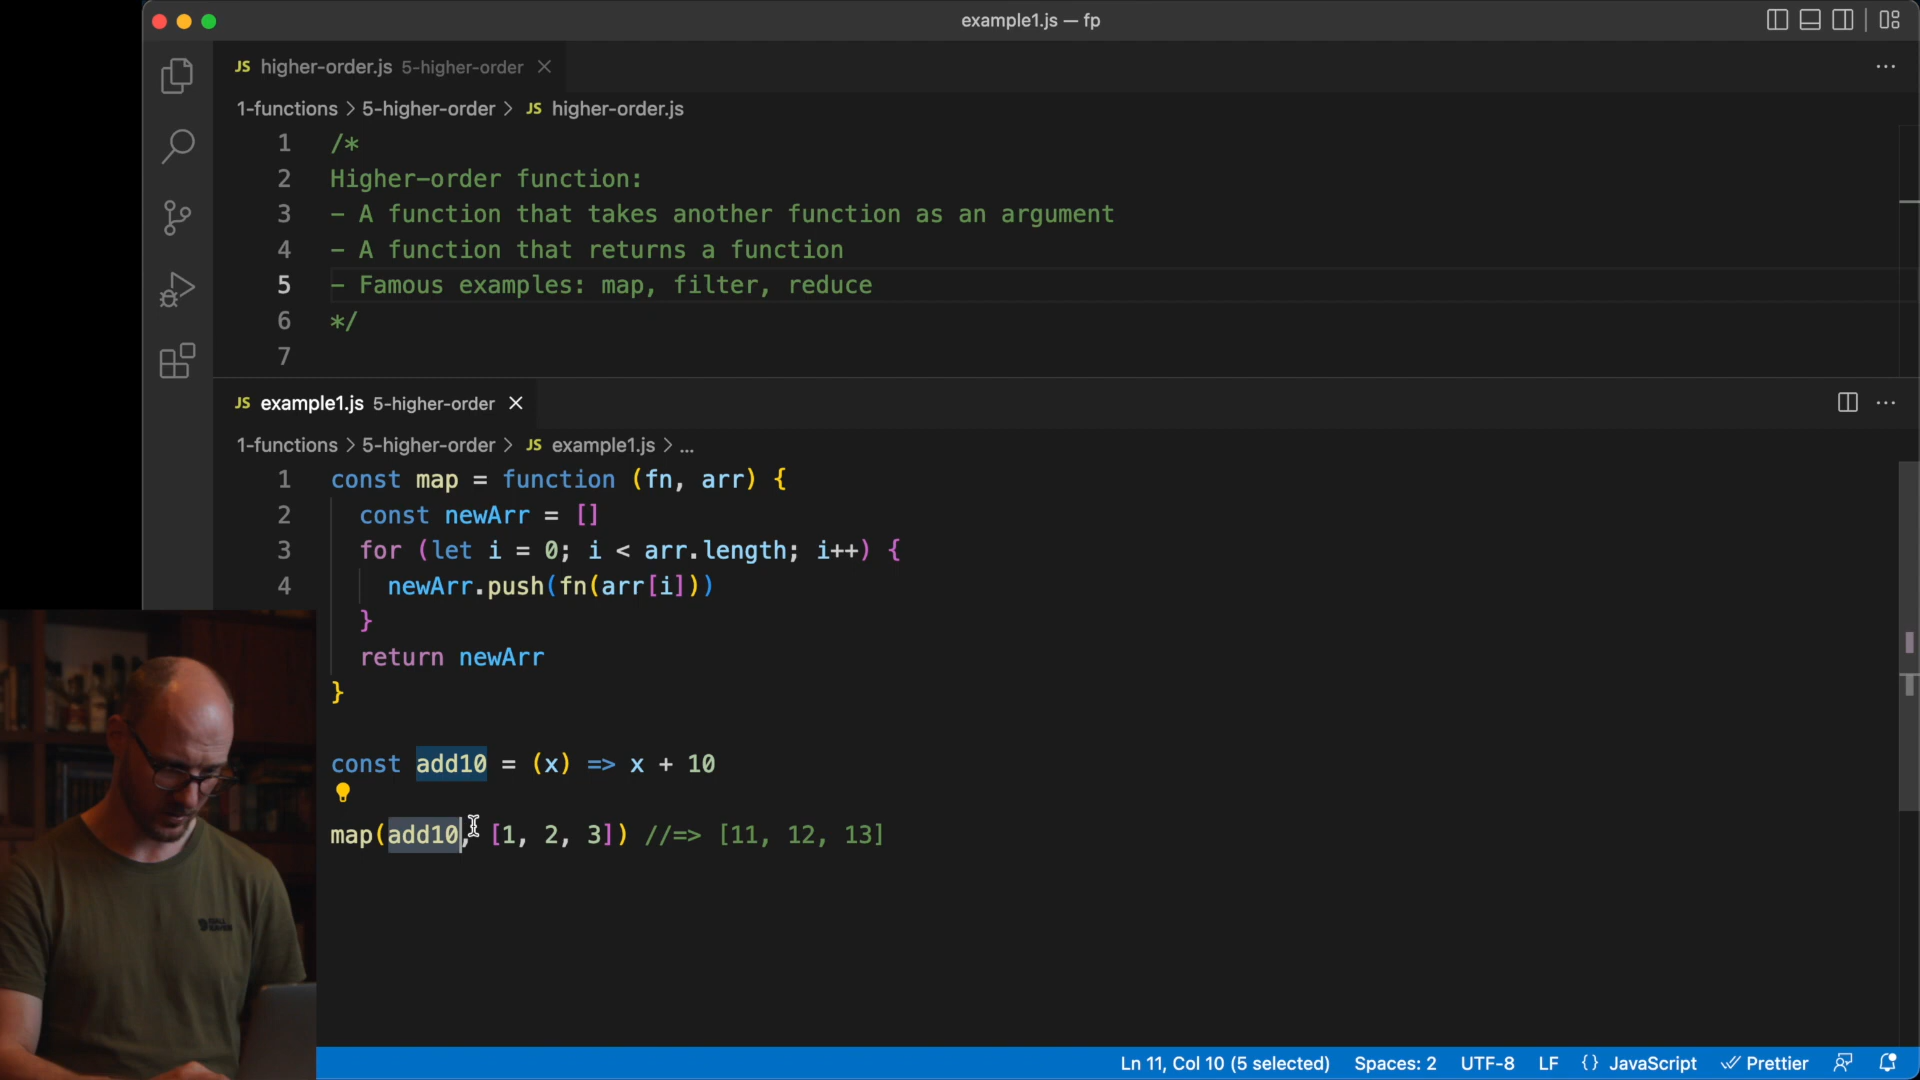 example1.js — fp
JS higher-order.js 5-higher-order
1-functions > 5-higher-order > JS higher-order.js
1 /*
2 Higher-order function:
3 - A function that takes another function as an argument
4 - A function that returns a function
5 - Famous examples: map, filter, reduce
6 */
7
JS example1.js 5-higher-order
1-functions > 5-higher-order > JS example1.js > ...
1 const map = function (fn, arr) {
2 const newArr = []
3 for (let i = 0; i < arr.length; i++) {
4 newArr.push(fn(arr[i]))
}
return newArr
}
const add10 = (x) => x + 10
map(add10, [1, 2, 3]) //=> [11, 12, 13]
Ln 11, Col 10 (5 selected) Spaces: 2 UTF-8 LF {} JavaScript Prettier